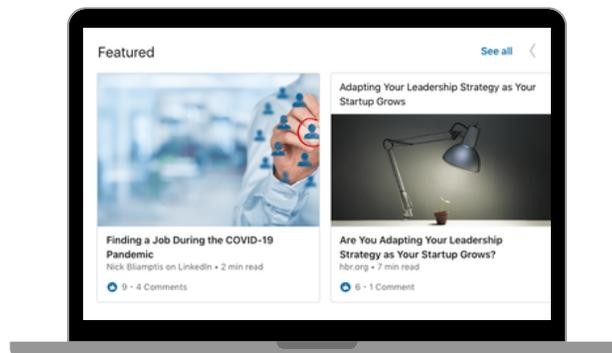 Featured
See all
Finding a Job During the COVID-19
Pandemic
Nick Bliamptis on LinkedIn • 2 min read
9 · 4 Comments
Adapting Your Leadership Strategy as Your
Startup Grows
Are You Adapting Your Leadership
Strategy as Your Startup Grows?
hbr.org • 7 min read
6 · 1 Comment